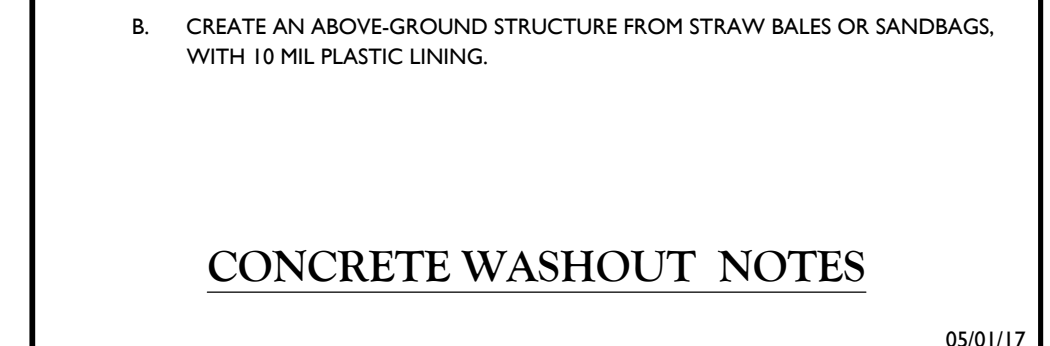 B. CREATE AN ABOVE-GROUND STRUCTURE FROM STRAW BALES OR SANDBAGS,
WITH 10 MIL PLASTIC LINING.
CONCRETE WASHOUT NOTES
05/01/17